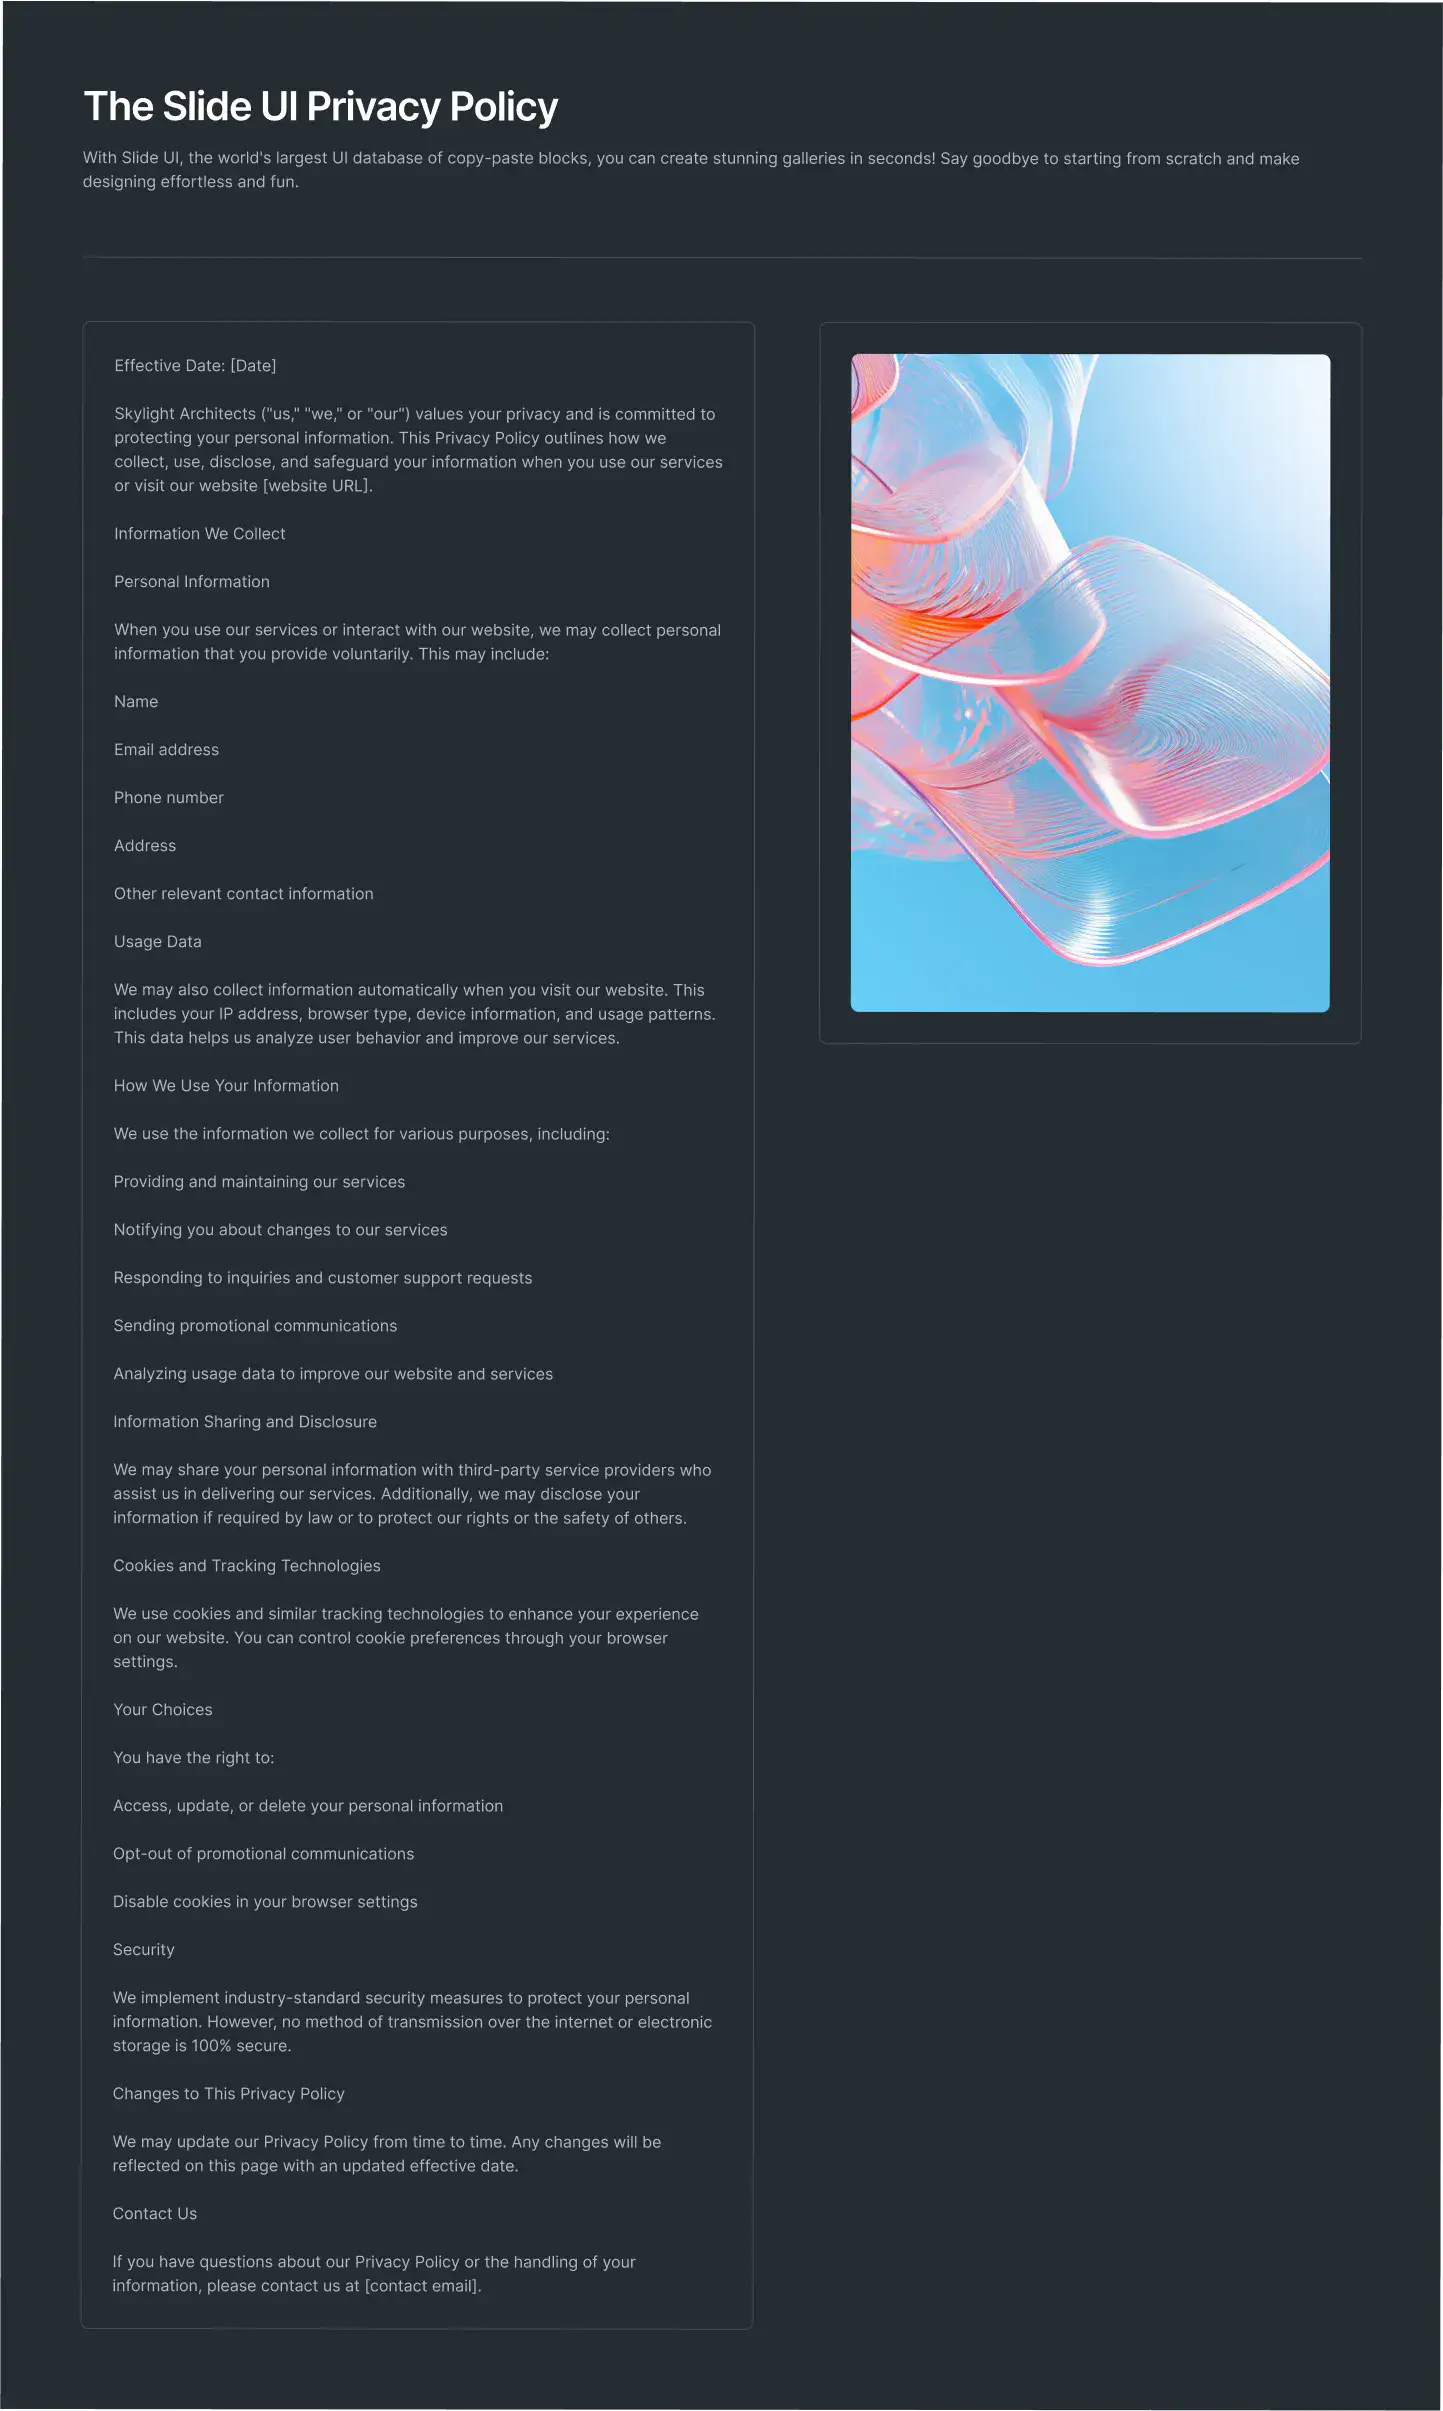 The Slide UI Privacy Policy
With Slide UI, the world's largest UI database of copy-paste blocks, you can create stunning galleries in seconds! Say goodbye to starting from scratch and make
designing effortless and fun.
Effective Date: [Date]
Skylight Architects ("us," "we," or "our") values your privacy and is committed to
protecting your personal information. This Privacy Policy outlines how we
collect, use, disclose, and safeguard your information when you use our services
or visit our website [website URL].
Information We Collect
Personal Information
When you use our services or interact with our website, we may collect personal
information that you provide voluntarily. This may include:
Name
Email address
Phone number
Address
Other relevant contact information
Usage Data
We may also collect information automatically when you visit our website. This
includes your IP address, browser type, device information, and usage patterns.
This data helps us analyze user behavior and improve our services.
How We Use Your Information
We use the information we collect for various purposes, including:
Providing and maintaining our services
Notifying you about changes to our services
Responding to inquiries and customer support requests
Sending promotional communications
Analyzing usage data to improve our website and services
Information Sharing and Disclosure
We may share your personal information with third-party service providers who
assist us in delivering our services. Additionally, we may disclose your
information if required by law or to protect our rights or the safety of others.
Cookies and Tracking Technologies
We use cookies and similar tracking technologies to enhance your experience
on our website. You can control cookie preferences through your browser
settings.
Your Choices
You have the right to:
Access, update, or delete your personal information
Opt-out of promotional communications
Disable cookies in your browser settings
Security
We implement industry-standard security measures to protect your personal
information. However, no method of transmission over the internet or electronic
storage is 100% secure.
Changes to This Privacy Policy
We may update our Privacy Policy from time to time. Any changes will be
reflected on this page with an updated effective date.
Contact Us
If you have questions about our Privacy Policy or the handling of your
information, please contact us at [contact email].